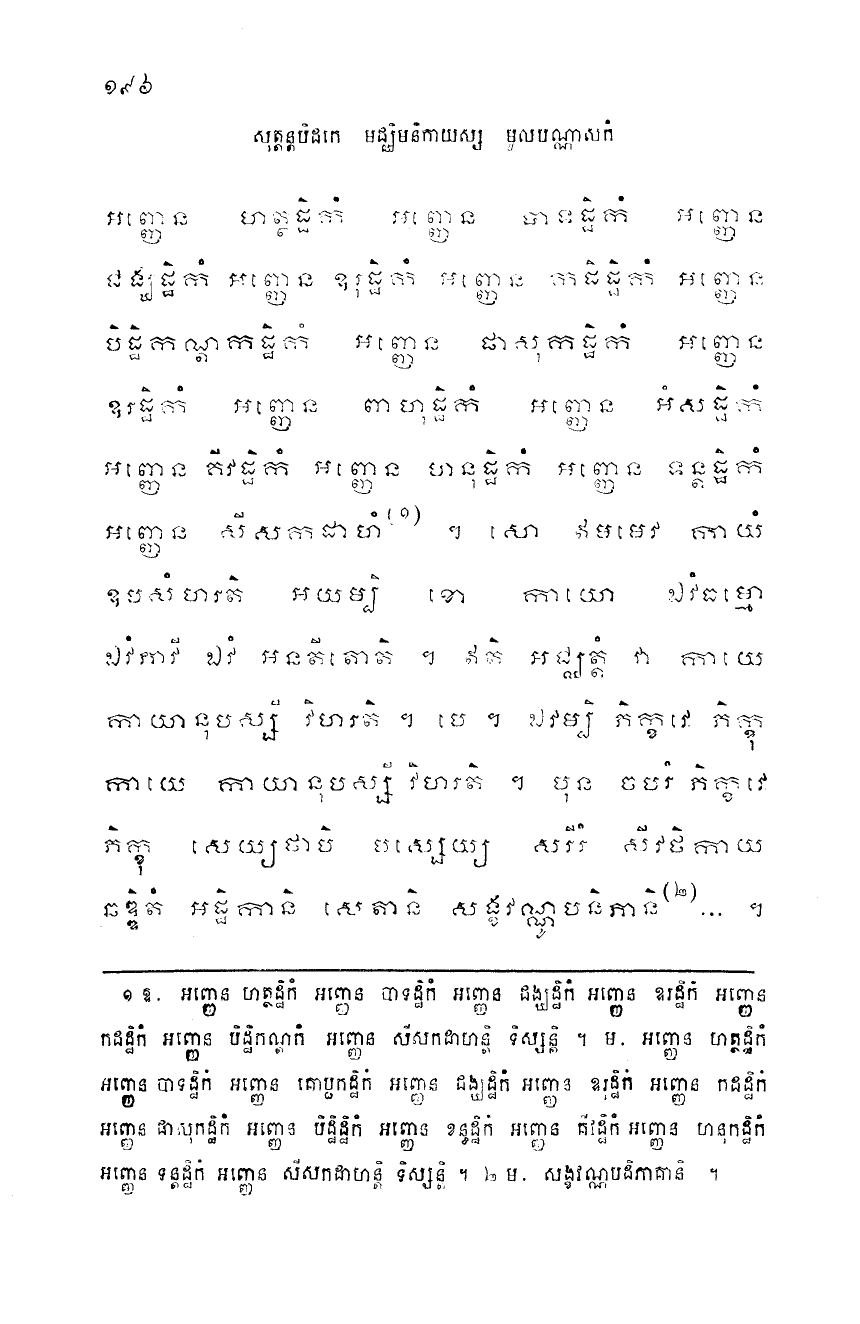 ១៩៦
សុត្តន្តបិដកេ មជ្ឈិមនិកាយស្ស មូលបណ្ណាសកំ
អញ្ញេន ហត្ថដ្ឋិកំ អញ្ញេន បាទដ្ឋិកំ អញ្ញេន
ជង្ឃដ្ឋិកំ អញ្ញេន ឧរុដ្ឋិកំ អញ្ញេន កដិដ្ឋិកំ អញ្ញេន
បិដ្ឋិកណ្តកដ្ឋិកំ អញ្ញេន ផាសុកដ្ឋិកំ អញ្ញេន
ឧរដ្ឋិកំ អញ្ញេន ពាហុដ្ឋិកំ អញ្ញេន អំសដ្ឋិកំ
អញ្ញេន គីវដ្ឋិកំ អញ្ញេន ហនុដ្ឋិកំ អញ្ញេន ទន្តដ្ឋិកំ
អញ្ញេន សីសកដាហំ(១) ។ សោ ឥមមេវ កាយំ
ឧបសំហរតិ អយម្បិ ខោ កាយោ ឯវំធម្មោ
ឯវំភាវី ឯវំ អនតីតោតិ ។ ឥតិ អជ្ឈត្តំ វា កាយេ
កាយានុបស្សី វិហរតិ ។ បេ ។ ឯវម្បិ ភិក្ខវេ ភិក្ខុ
កាយេ កាយានុបស្សី វិហរតិ ។ បុន ចបរំ ភិក្ខវេ
ភិក្ខុ សេយ្យថាបិ បស្សេយ្យ សរីរំ សីវថិកាយ
ឆឌ្ឌិតំ អដ្ឋិកានិ សេតានិ សង្ខវណ្ណូបនិភានិ(២)... ។
១ ឱ. អញ្ញេន ហត្ថដ្ឋិកំ អញ្ញេន បាទដ្ឋិកំ អញ្ញេន ជង្ឃដ្ឋិកំ អញ្ញេន ឧរដ្ឋិកំ អញ្ញេន
កដដ្ឋិកំ អញ្ញេន បិដ្ឋិកណ្តកំ អញ្ញេន សីសកដាហន្តិ ទិស្សន្តិ ។ ម. អញ្ញេន ហត្ថដ្ឋិកំ
អញ្ញេន បាទដ្ឋិកំ អញ្ញេន គោប្ផកដ្ឋិកំ អញ្ញេន ជង្ឃដ្ឋិកំ អញ្ញេន ឧរុដ្ឋិកំ អញ្ញេន កដដ្ឋិកំ
អញ្ញេន ផាសុកដ្ឋិកំ អញ្ញេន បិដ្ឋិដ្ឋិកំ អញ្ញេន ខន្ធដ្ឋិកំ អញ្ញេន គីវដ្ឋិកំ អញ្ញេន ហនុកដ្ឋិកំ
អញ្ញេន ទន្តដ្ឋិកំ អញ្ញេន សីសកដាហន្តិ ទិស្សន្តិ ។ ២ ម. សង្ខវណ្ណបដិភាគានិ ។